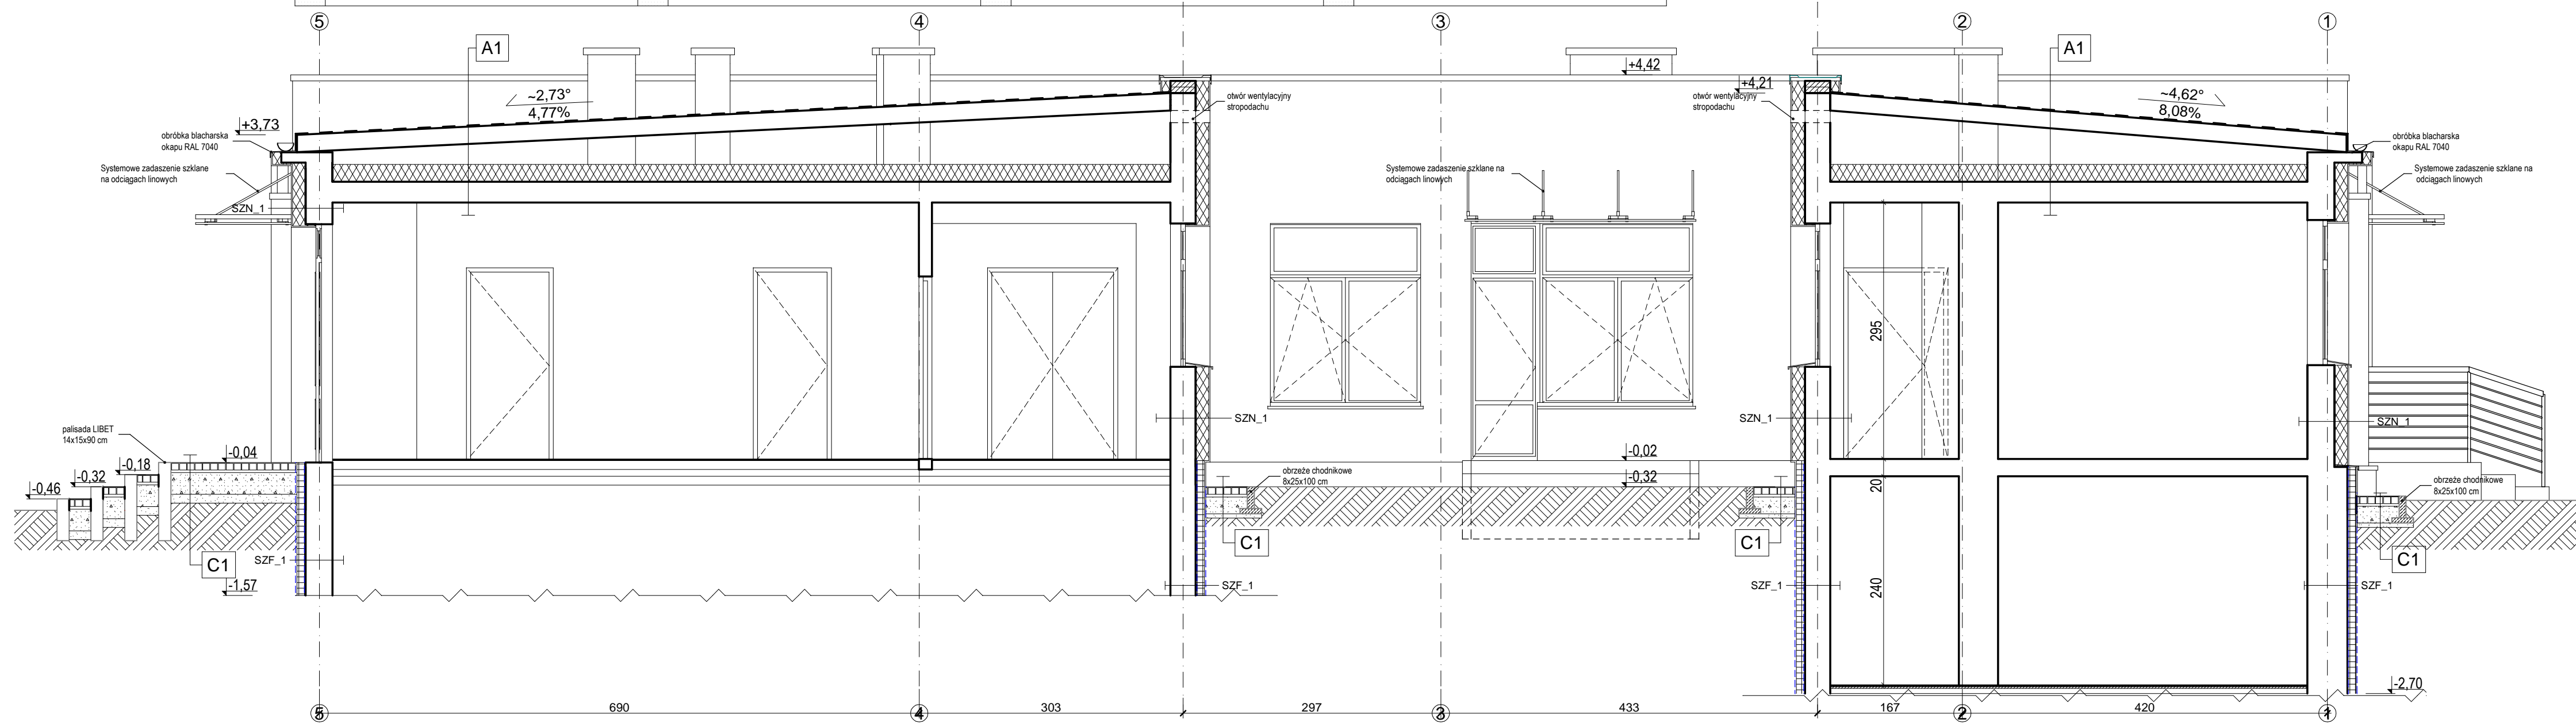 5
4
3
2
1
A1
A1
+4,42
+4,21
~2,73°
4,77%
otwór wentylacyjny
stropodachu
otwór wentylacyjny
stropodachu
~4,62°
8,08%
+3,73
obróbka blacharska
okapu RAL 7040
obróbka blacharska
okapu RAL 7040
Systemowe zadaszenie szklane
na odciągach linowych
Systemowe zadaszenie szklane na
odciągach linowych
Systemowe zadaszenie szklane na
odciągach linowych
SZN_1
295
SZN_1
SZN_1
SZN_1
palisada LIBET
14x15x90 cm
-0,04
-0,18
-0,32
-0,46
-0,02
-0,32
obrzeże chodnikowe
8x25x100 cm
20
obrzeże chodnikowe
8x25x100 cm
C1
C1
C1
C1
SZF_1
-1,57
SZF_1
SZF_1
240
SZF_1
-2,70
690
303
297
433
167
420
5
4
3
2
1